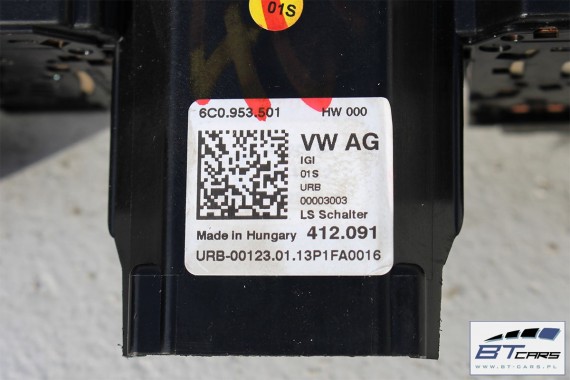 01S
6C0.953.501 HW 000
VW AG
IGI
01S
URB
00003003
LS Schalter
Made in Hungary 412.091
URB-00123.01.13P1FA0016
BTCARS
WWW.BT-CARS.PL